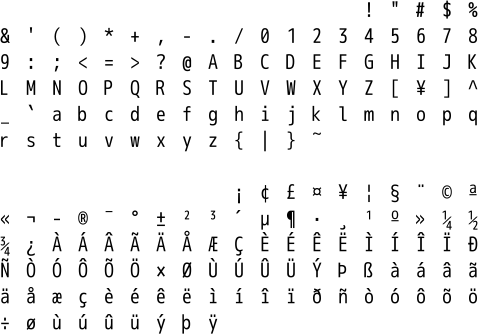 ! " # $ %
& ' ( ) * + , - . / 0 1 2 3 4 5 6 7 8
9 : ; < = > ? @ A B C D E F G H I J K
L M N O P Q R S T U V W X Y Z [ ¥ ] ^
_ ` a b c d e f g h i j k l m n o p q
r s t u v w x y z { | } ~
¡ ¢ £ ¤ ¥ ¦ § ¨ © ª
« ¬ - ® ¯ ° ± ² ³ ´ µ ¶ · ¸ ¹ º » ¼ ½
¾ ¿ À Á Â Ã Ä Å Æ Ç È É Ê Ë Ì Í Î Ï Ð
Ñ Ò Ó Ô Õ Ö × Ø Ù Ú Û Ü Ý Þ ß à á â ã
ä å æ ç è é ê ë ì í î ï ð ñ ò ó ô õ ö
÷ ø ù ú û ü ý þ ÿ